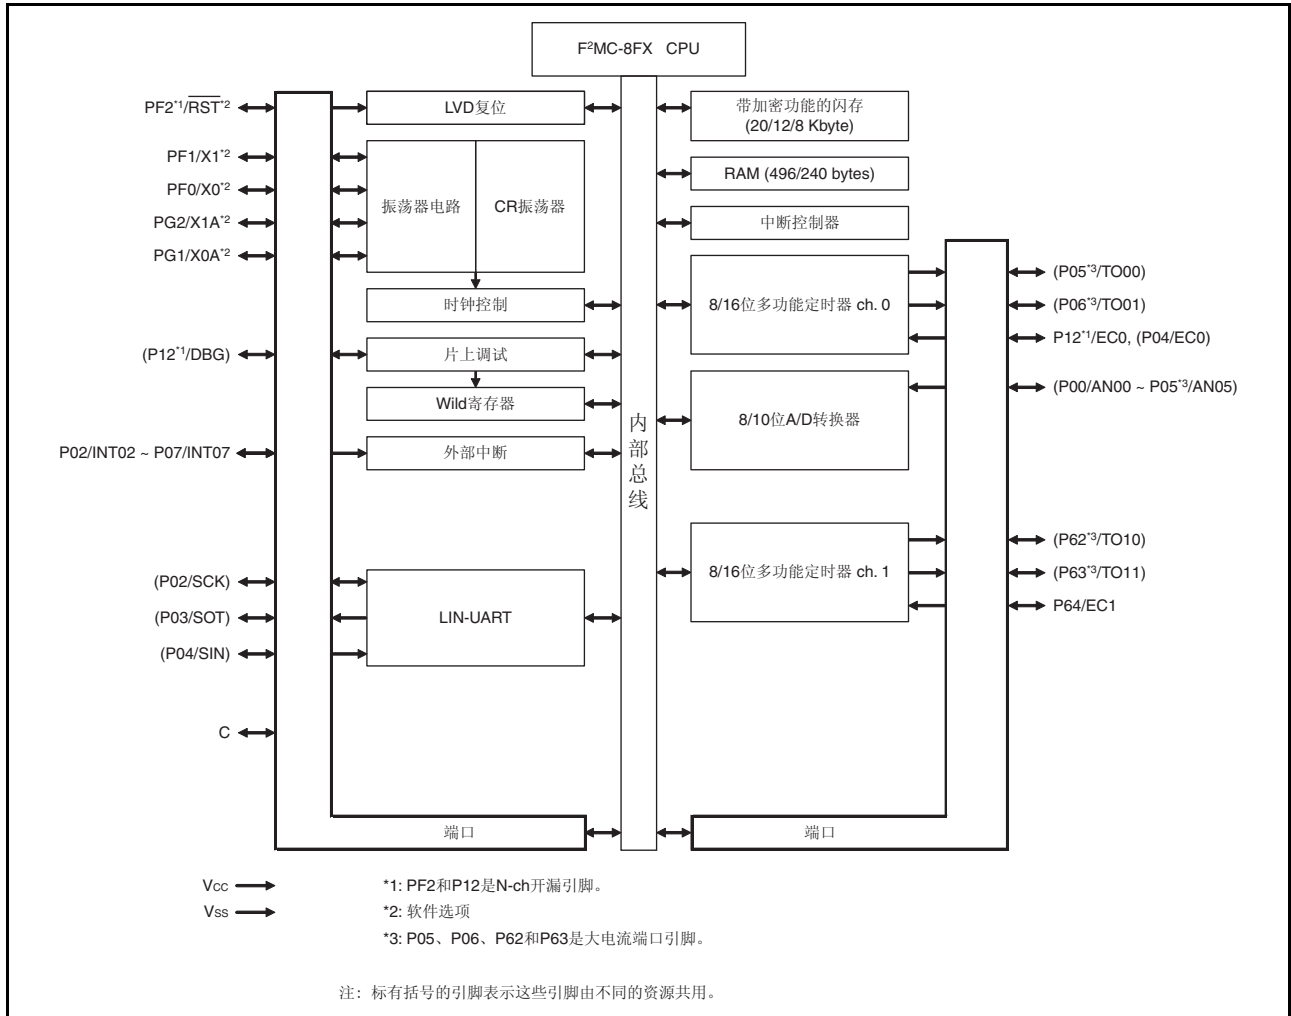 F²MC-8FX CPU
PF2*1/RST*2
LVD复位
带加密功能的闪存
(20/12/8 Kbyte)
PF1/X1*2
PF0/X0*2
PG2/X1A*2
PG1/X0A*2
振荡器电路
CR振荡器
RAM (496/240 bytes)
中断控制器
时钟控制
8/16位多功能定时器 ch. 0
(P05*3/TO00)
(P06*3/TO01)
P12*1/EC0, (P04/EC0)
(P12*1/DBG)
片上调试
Wild寄存器
8/10位A/D转换器
(P00/AN00 ~ P05*3/AN05)
P02/INT02 ~ P07/INT07
外部中断
内部总线
8/16位多功能定时器 ch. 1
(P62*3/TO10)
(P63*3/TO11)
P64/EC1
(P02/SCK)
(P03/SOT)
(P04/SIN)
LIN-UART
C
端口
端口
Vcc
Vss
*1: PF2和P12是N-ch开漏引脚。
*2: 软件选项
*3: P05、P06、P62和P63是大电流端口引脚。
注: 标有括号的引脚表示这些引脚由不同的资源共用。